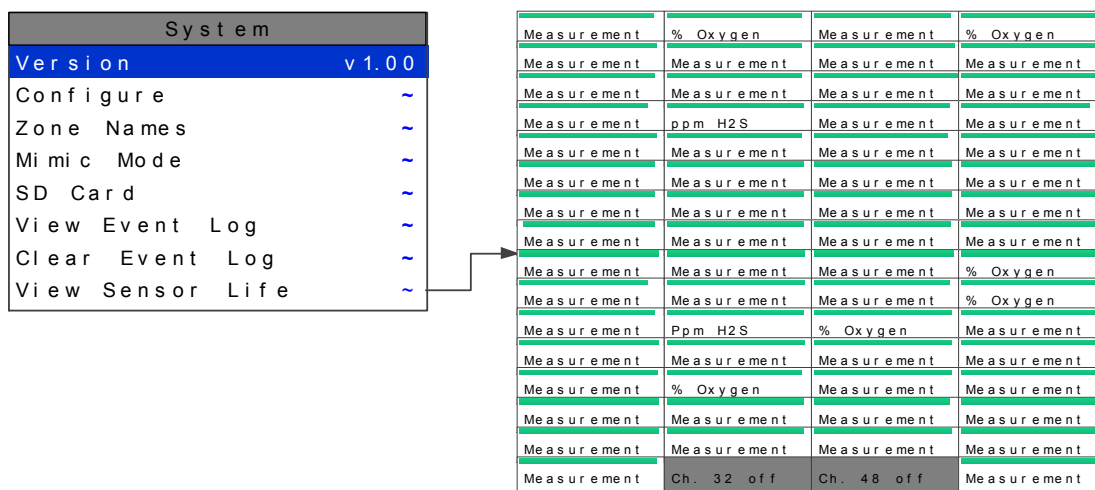 System
Version v1.00
Configure ~
Zone Names ~
Mimic Mode ~
SD Card ~
View Event Log ~
Clear Event Log ~
View Sensor Life ~
Measurement % Oxygen Measurement % Oxygen
Measurement Measurement Measurement Measurement
Measurement Measurement Measurement Measurement
Measurement ppm H2S Measurement Measurement
Measurement Measurement Measurement Measurement
Measurement Measurement Measurement Measurement
Measurement Measurement Measurement Measurement
Measurement Measurement Measurement Measurement
Measurement Measurement Measurement % Oxygen
Measurement Measurement Measurement % Oxygen
Measurement Ppm H2S % Oxygen Measurement
Measurement Measurement Measurement Measurement
Measurement % Oxygen Measurement Measurement
Measurement Measurement Measurement Measurement
Measurement Measurement Measurement Measurement
Measurement Ch. 32 off Ch. 48 off Measurement